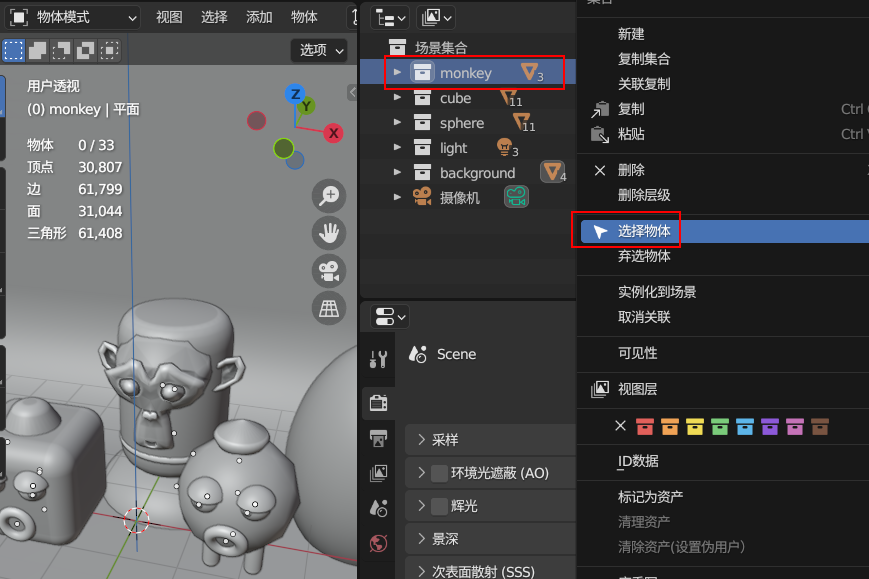 物体模式
视图
选择
添加
物体
选项
用户透视
(0) monkey | 平面
物体 0 / 33
顶点 30,807
边 61,799
面 31,044
三角形 61,408
Z
Y
X
场景集合
monkey 3
cube 11
sphere 11
light 3
background 4
摄像机
Scene
采样
环境光遮蔽 (AO)
辉光
景深
次表面散射 (SSS)
新建
复制集合
关联复制
复制 Ctrl
粘贴 Ctrl
删除
删除层级
选择物体
弃选物体
实例化到场景
取消关联
可见性
视图层
ID数据
标记为资产
清理资产
清除资产(设置伪用户)